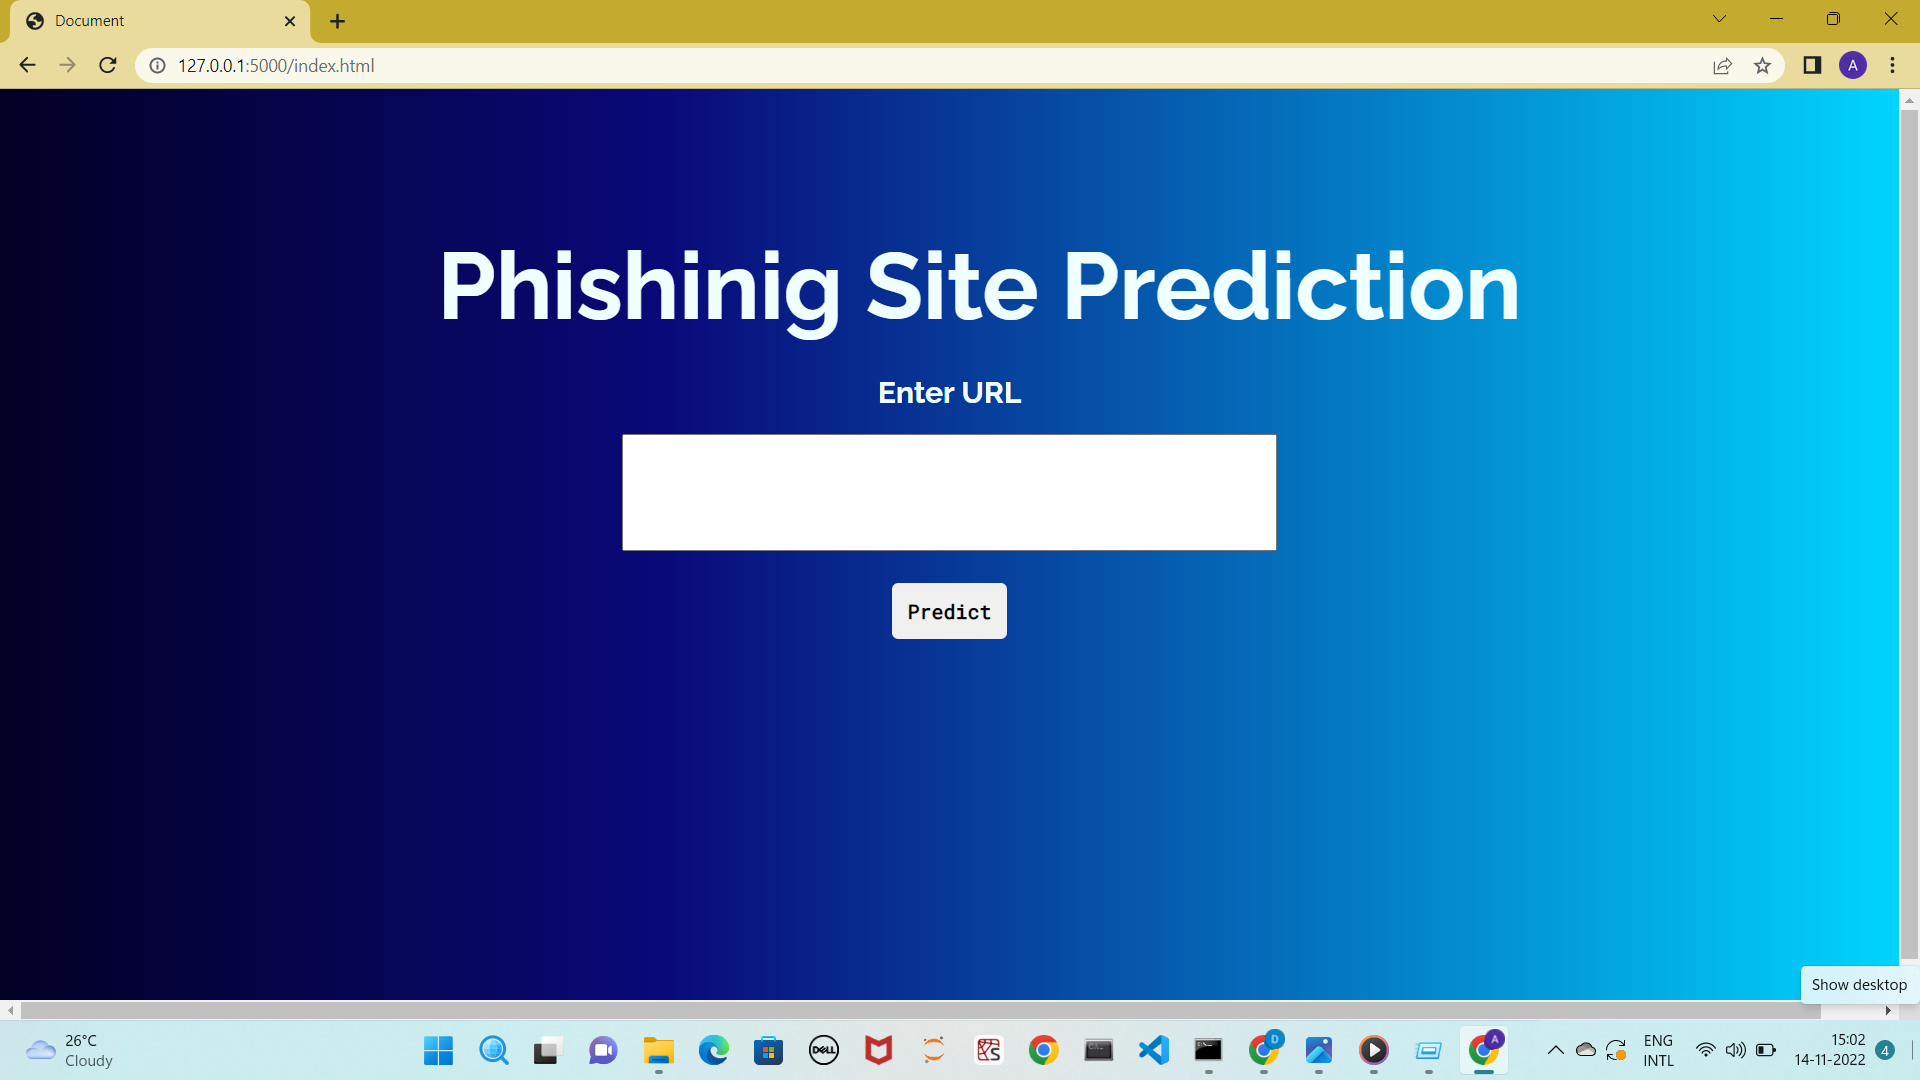 Document
127.0.0.1:5000/index.html
A
Phishinig Site Prediction
Enter URL
Predict
Show desktop
26°C
Cloudy
DELL
D
A
ENG
INTL
15:02
14-11-2022
4